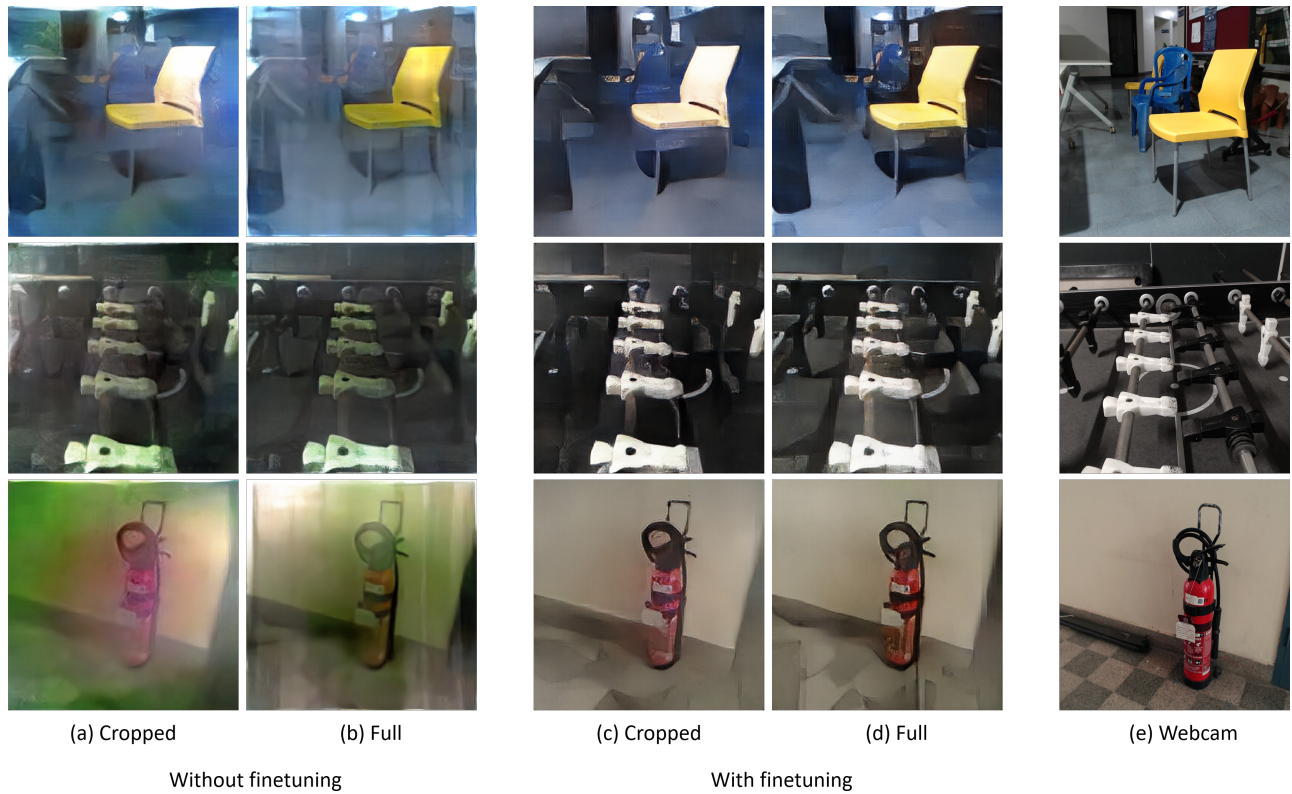 (a) Cropped
(b) Full
(c) Cropped
(d) Full
(e) Webcam
Without finetuning
With finetuning